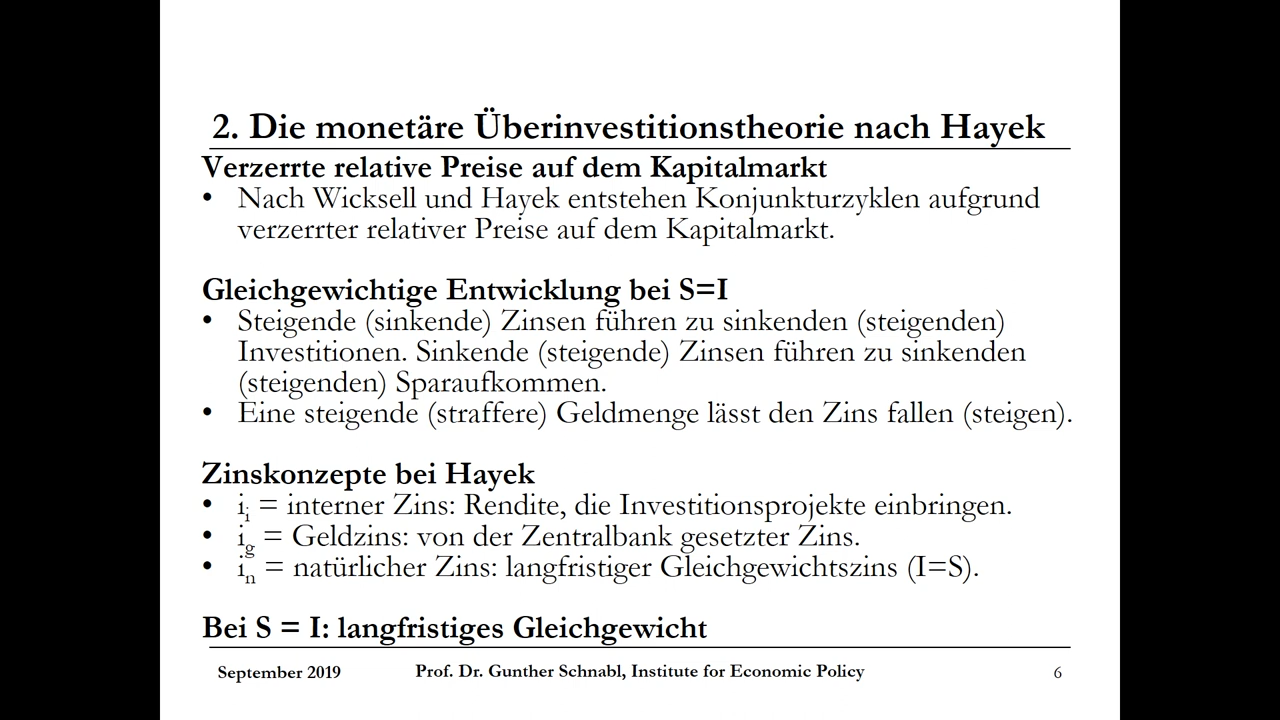 2. Die monetäre Überinvestitionstheorie nach Hayek
Verzerrte relative Preise auf dem Kapitalmarkt
• Nach Wicksell und Hayek entstehen Konjunkturzyklen aufgrund
verzerrter relativer Preise auf dem Kapitalmarkt.
Gleichgewichtige Entwicklung bei S=I
• Steigende (sinkende) Zinsen führen zu sinkenden (steigenden)
Investitionen. Sinkende (steigende) Zinsen führen zu sinkenden
(steigenden) Sparaufkommen.
• Eine steigende (straffere) Geldmenge lässt den Zins fallen (steigen).
Zinskonzepte bei Hayek
• i_i = interner Zins: Rendite, die Investitionsprojekte einbringen.
• i_g = Geldzins: von der Zentralbank gesetzter Zins.
• i_n = natürlicher Zins: langfristiger Gleichgewichtszins (I=S).
Bei S = I: langfristiges Gleichgewicht
September 2019 Prof. Dr. Gunther Schnabl, Institute for Economic Policy 6